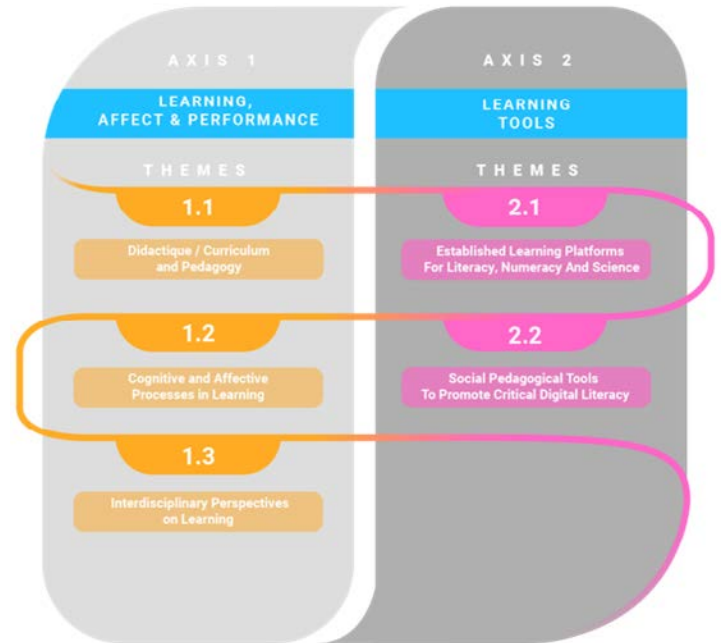 AXIS 1
LEARNING,
AFFECT & PERFORMANCE
THEMES
1.1
Didactique / Curriculum
and Pedagogy
1.2
Cognitive and Affective
Processes in Learning
1.3
Interdisciplinary Perspectives
on Learning
AXIS 2
LEARNING
TOOLS
THEMES
2.1
Established Learning Platforms
For Literacy, Numeracy And Science
2.2
Social Pedagogical Tools
To Promote Critical Digital Literacy